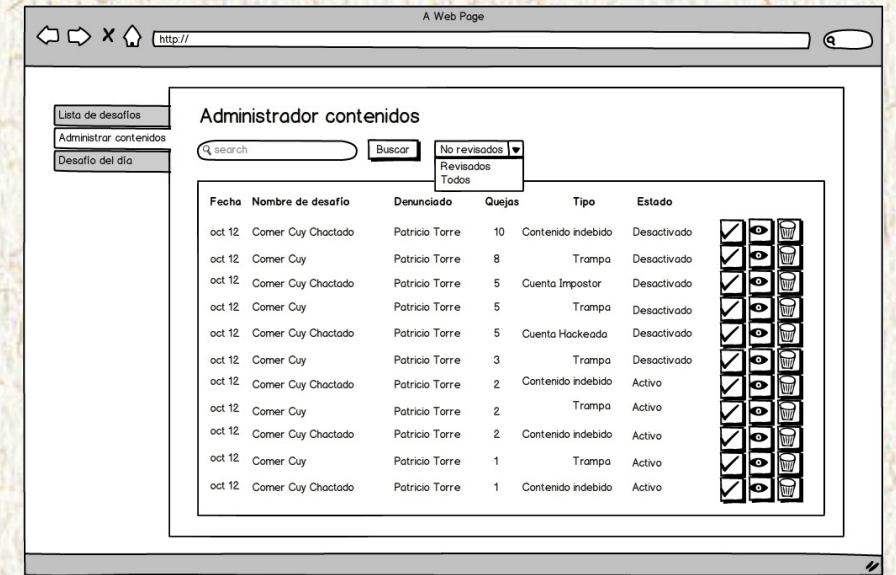 A Web Page
http://
Lista de desafíos
Administrar contenidos
Desafío del día
Administrador contenidos
search
Buscar
No revisados
Revisados
Todos
Fecha Nombre de desafío Denunciado Quejas Tipo Estado
oct 12 Comer Cuy Chactado Patricio Torre 10 Contenido indebido Desactivado
oct 12 Comer Cuy Patricio Torre 8 Trampa Desactivado
oct 12 Comer Cuy Chactado Patricio Torre 5 Cuenta Impostor Desactivado
oct 12 Comer Cuy Patricio Torre 5 Trampa Desactivado
oct 12 Comer Cuy Chactado Patricio Torre 5 Cuenta Hackeada Desactivado
oct 12 Comer Cuy Patricio Torre 3 Trampa Desactivado
oct 12 Comer Cuy Chactado Patricio Torre 2 Contenido indebido Activo
oct 12 Comer Cuy Patricio Torre 2 Trampa Activo
oct 12 Comer Cuy Chactado Patricio Torre 2 Contenido indebido Activo
oct 12 Comer Cuy Patricio Torre 1 Trampa Activo
oct 12 Comer Cuy Chactado Patricio Torre 1 Contenido indebido Activo